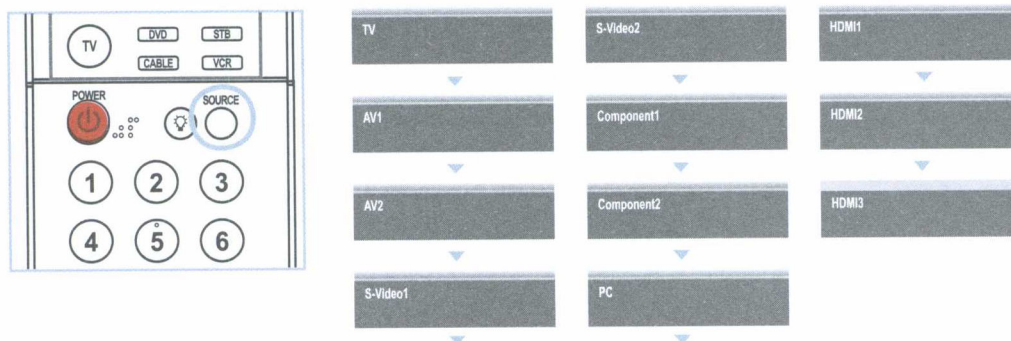 TV
DVD
STB
CABLE
VCR
POWER
SOURCE
1
2
3
4
5
6
TV
AV1
AV2
S-Video1
S-Video2
Component1
Component2
PC
HDMI1
HDMI2
HDMI3